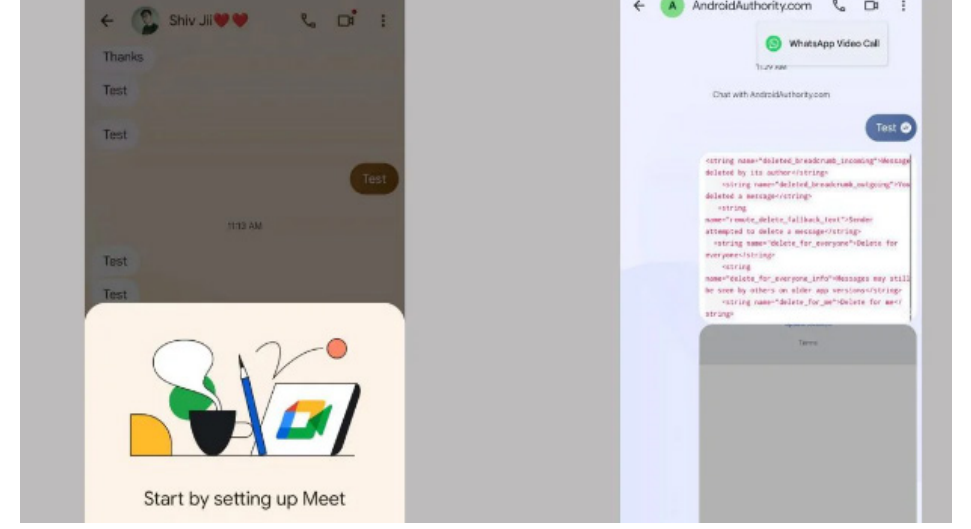 Shiv Jii❤❤
Thanks
Test
Test
Test
11:13 AM
Test
Test
Start by setting up Meet
A AndroidAuthority.com
WhatsApp Video Call
11:29 AM
Chat with AndroidAuthority.com
Test
<string name="deleted_breadcrumb_incoming">Message
deleted by its author</string>
<string name="deleted_breadcrumb_outgoing">You
deleted a message</string>
<string
name="remote_delete_fallback_text">Sender
attempted to delete a message</string>
<string name="delete_for_everyone">Delete for
everyone</string>
<string
name="delete_for_everyone_info">Messages may still
be seen by others on older app versions</string>
<string name="delete_for_me">Delete for me</
string>
Terms